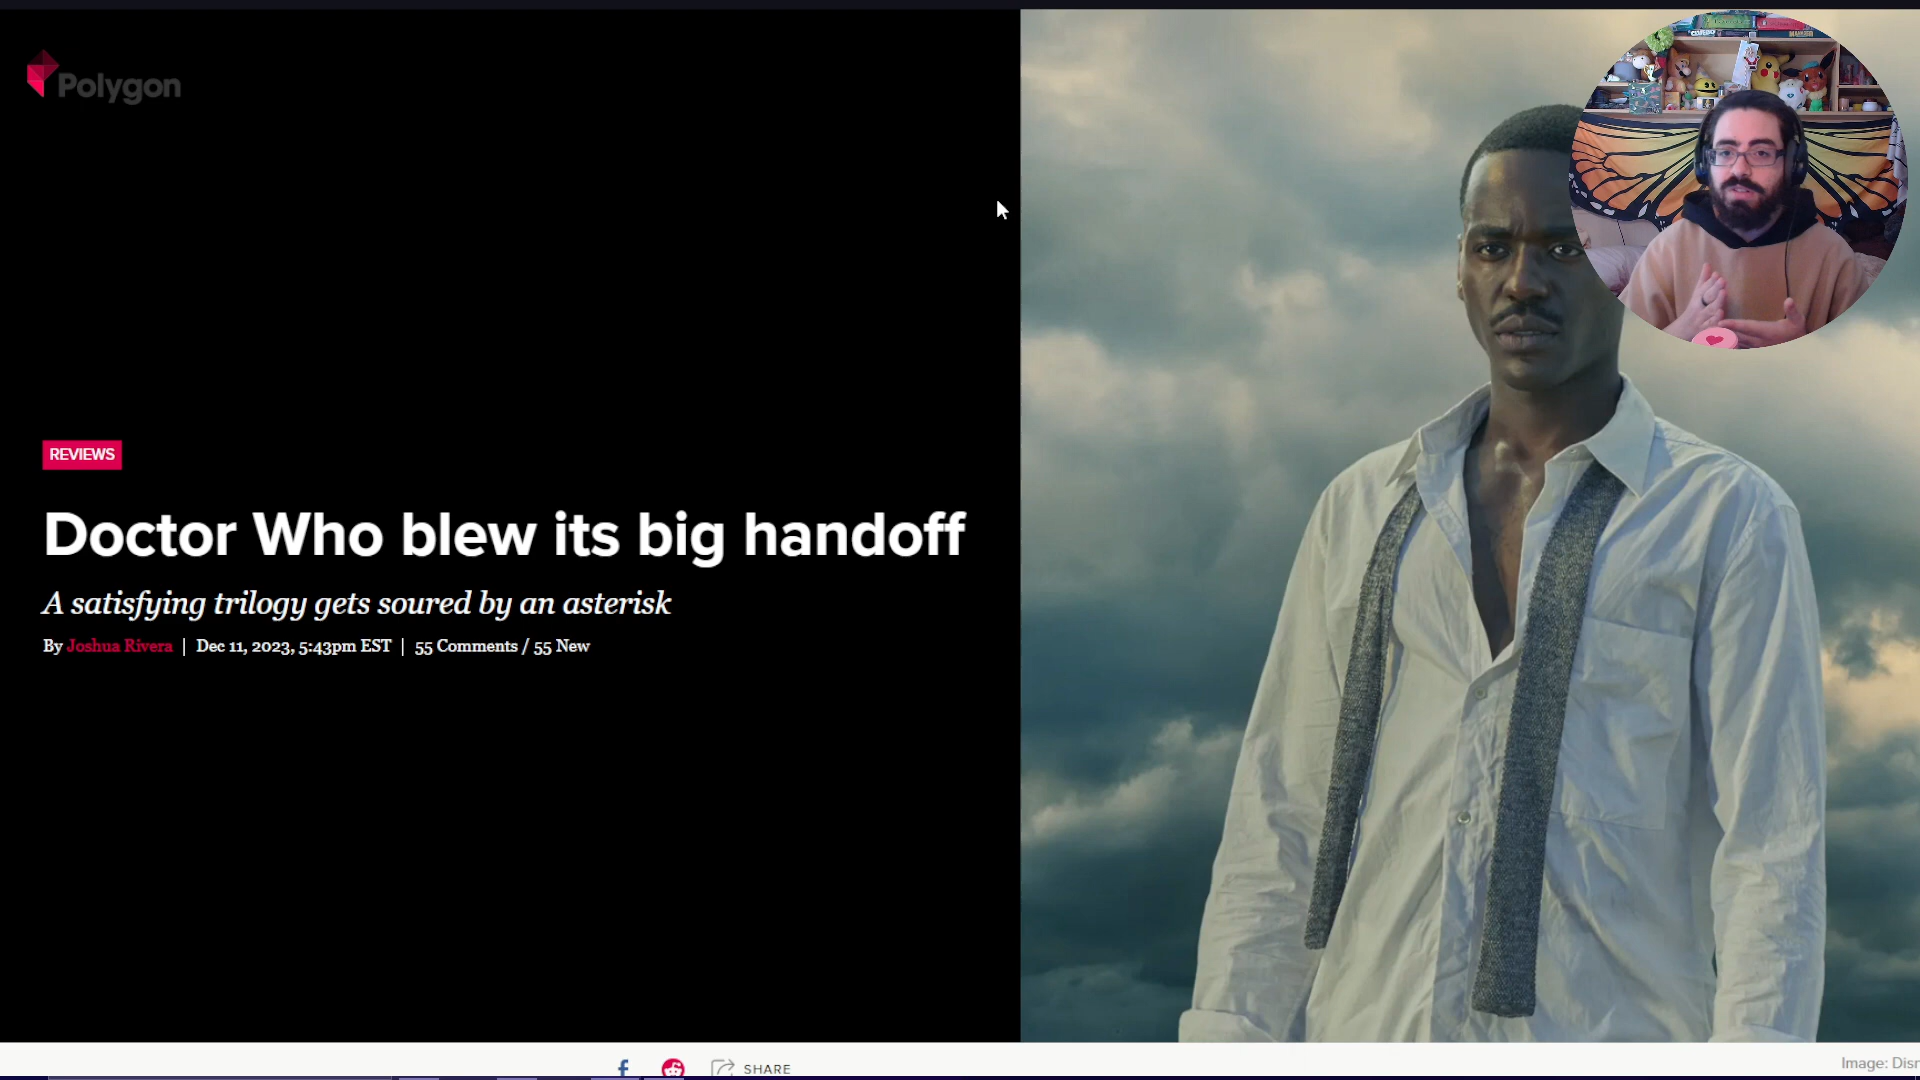 Polygon
REVIEWS
Doctor Who blew its big handoff
A satisfying trilogy gets soured by an asterisk
By Joshua Rivera | Dec 11, 2023, 5:43pm EST | 55 Comments / 55 New
SHARE
Image: